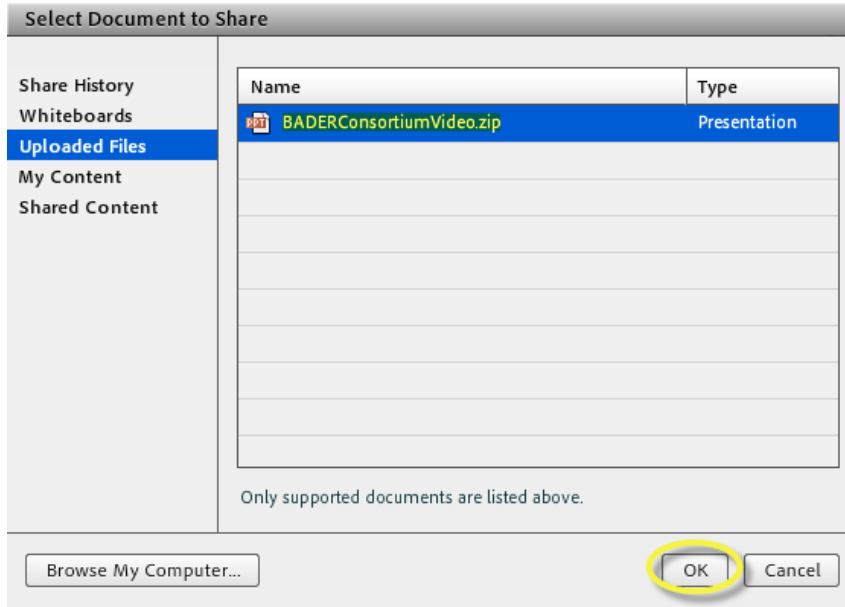 Select Document to Share
Share History
Whiteboards
Uploaded Files
My Content
Shared Content
Name Type
PPT BADERConsortiumVideo.zip Presentation
Only supported documents are listed above.
Browse My Computer... OK Cancel